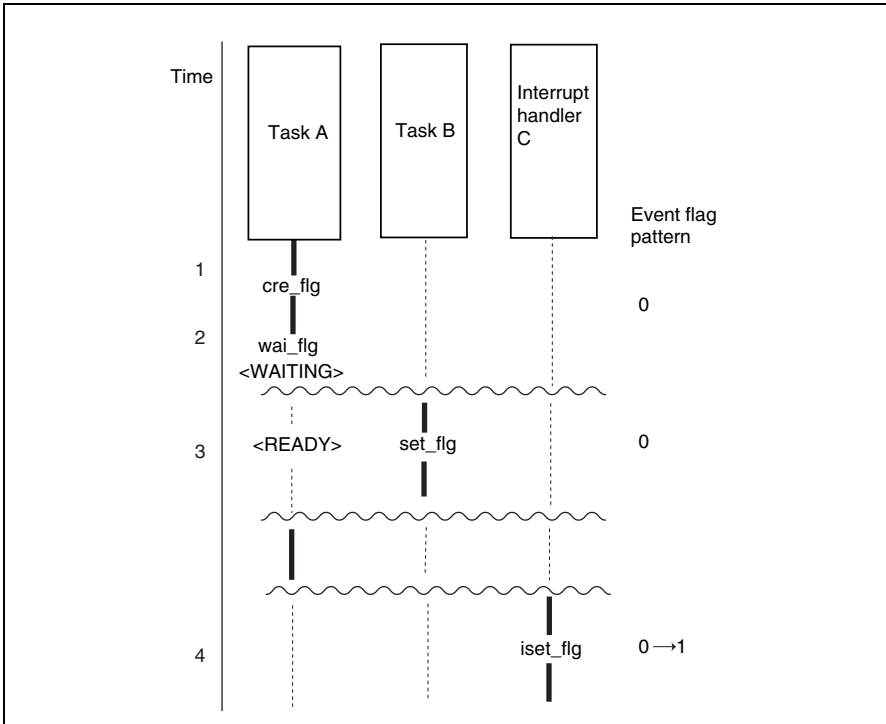 Time
Task A
Task B
Interrupt
handler
C
Event flag
pattern
1
cre_flg
0
2
wai_flg
<WAITING>
3
<READY>
set_flg
0
4
iset_flg
0→1